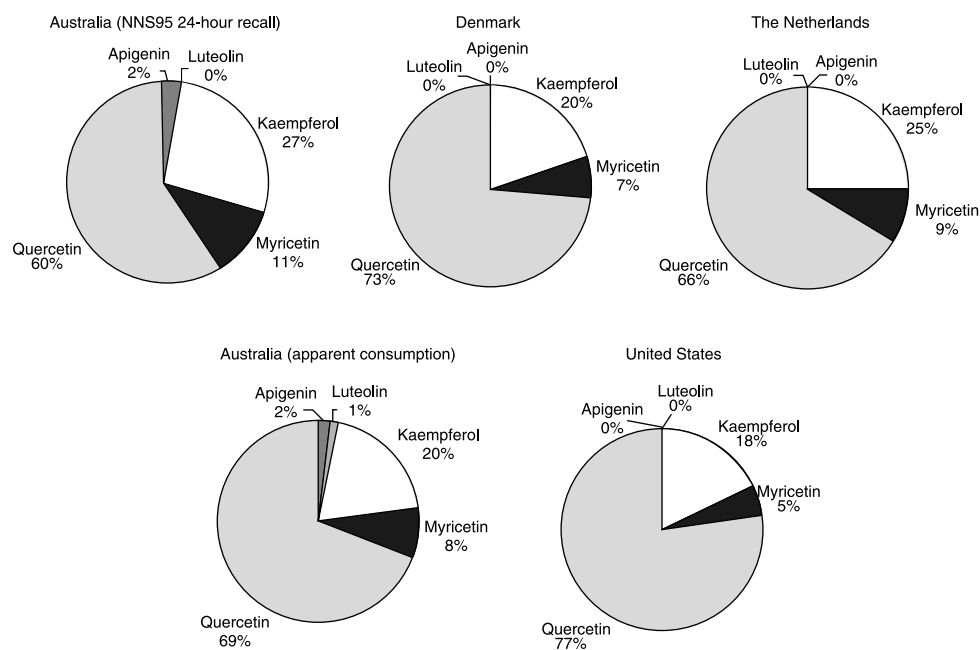 Australia (NNS95 24-hour recall)
Apigenin
2%
Luteolin
0%
Kaempferol
27%
Myricetin
11%
Quercetin
60%
Denmark
Apigenin
0%
Luteolin
0%
Kaempferol
20%
Myricetin
7%
Quercetin
73%
The Netherlands
Luteolin
0%
Apigenin
0%
Kaempferol
25%
Myricetin
9%
Quercetin
66%
Australia (apparent consumption)
Apigenin
2%
Luteolin
1%
Kaempferol
20%
Myricetin
8%
Quercetin
69%
United States
Luteolin
0%
Apigenin
0%
Kaempferol
18%
Myricetin
5%
Quercetin
77%